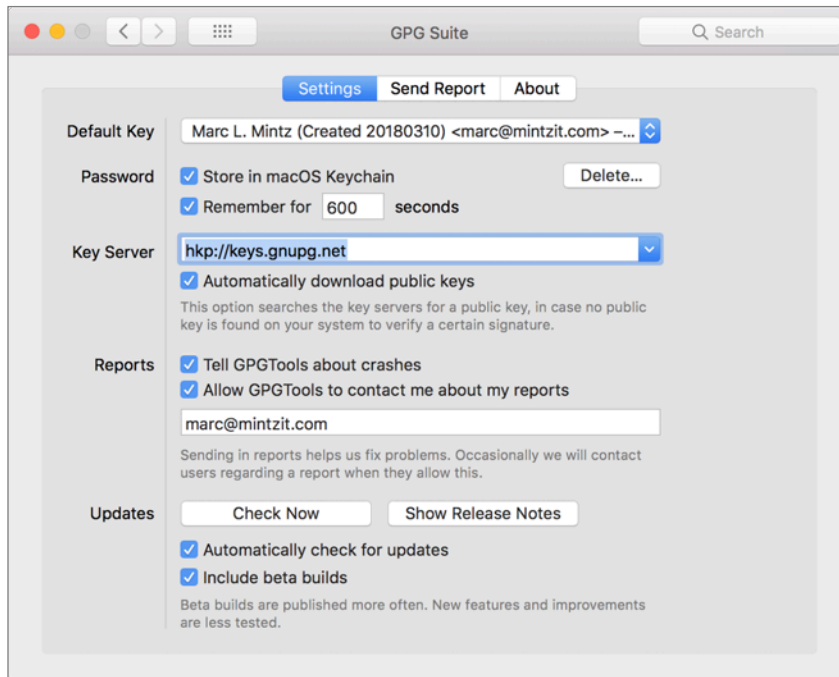 GPG Suite
Search
Settings Send Report About
Default Key Marc L. Mintz (Created 20180310) <marc@mintzit.com> –...
Password Store in macOS Keychain Delete...
Remember for 600 seconds
Key Server hkp://keys.gnupg.net
Automatically download public keys
This option searches the key servers for a public key, in case no public
key is found on your system to verify a certain signature.
Reports Tell GPGTools about crashes
Allow GPGTools to contact me about my reports
marc@mintzit.com
Sending in reports helps us fix problems. Occasionally we will contact
users regarding a report when they allow this.
Updates Check Now Show Release Notes
Automatically check for updates
Include beta builds
Beta builds are published more often. New features and improvements
are less tested.